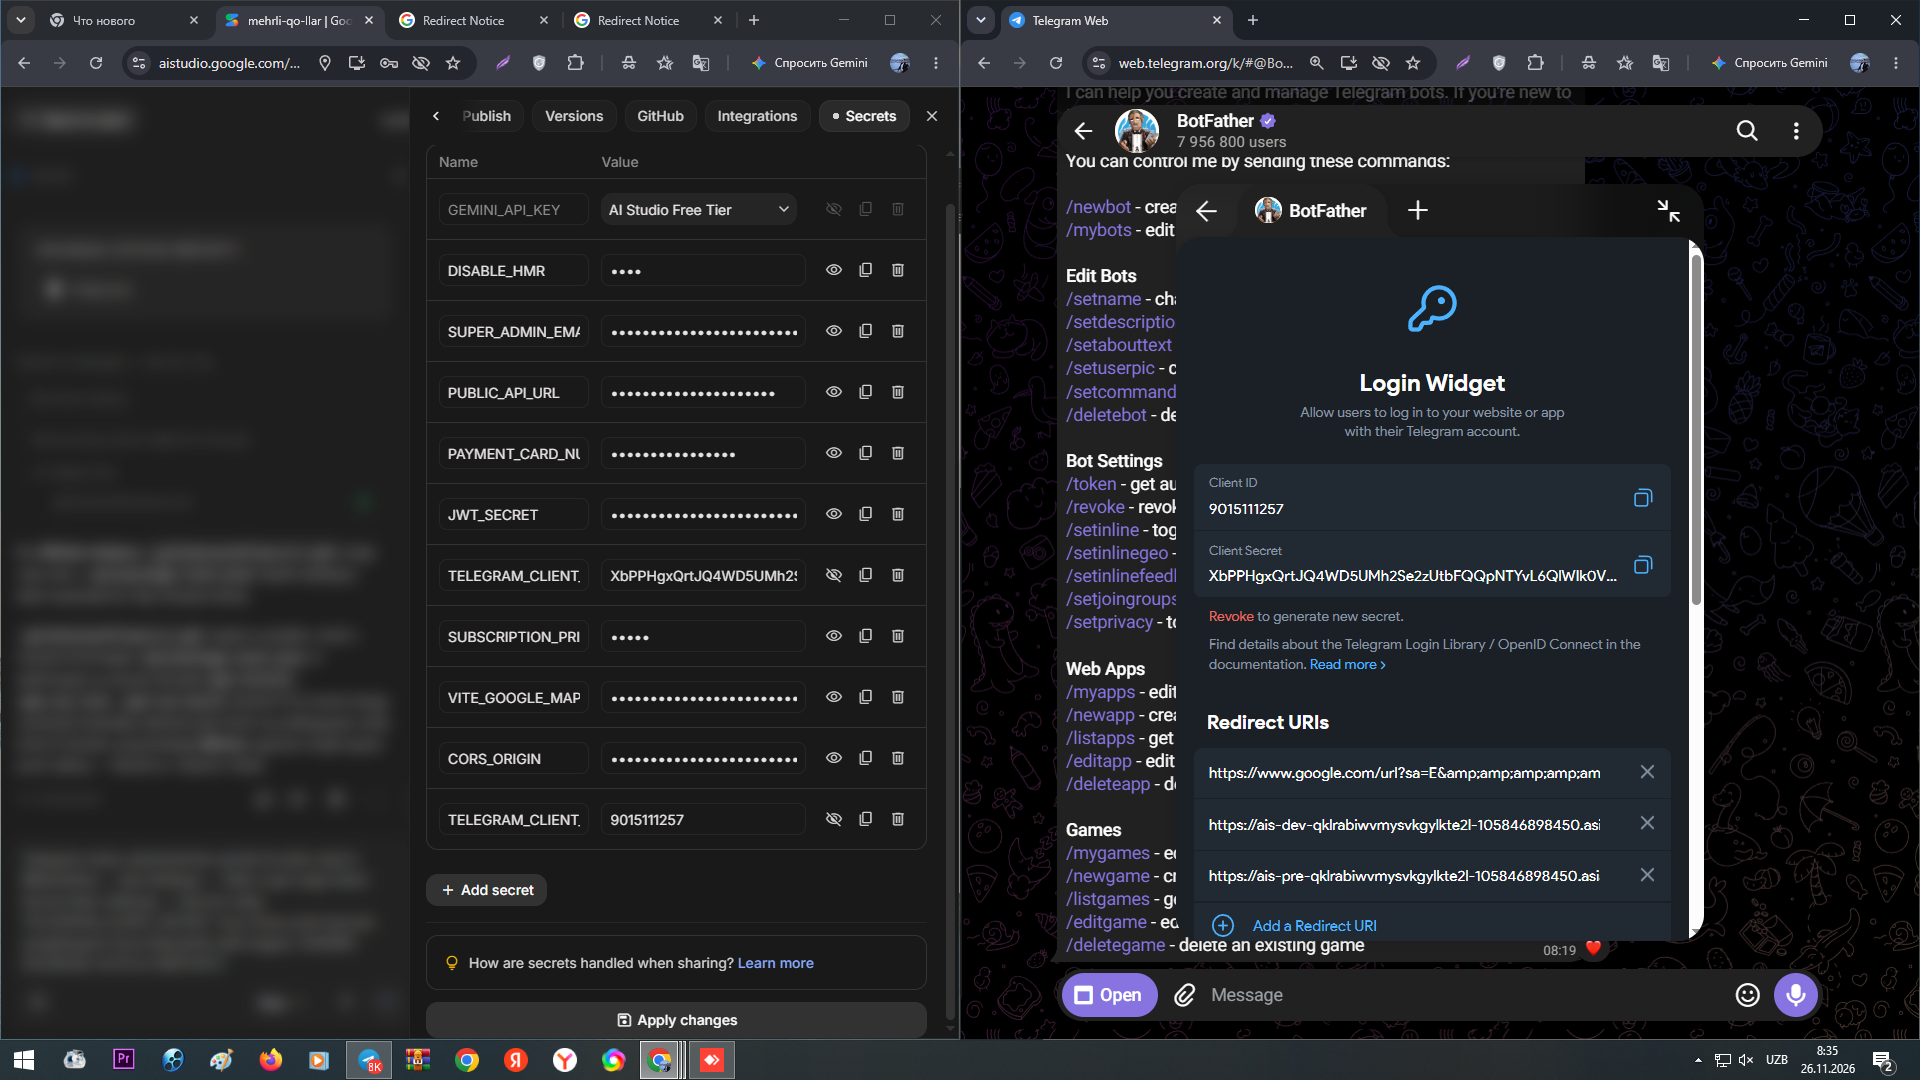 Что нового
mehrli-qo-llar | Goo
Redirect Notice
Redirect Notice
aistudio.google.com/...
Спросить Gemini
Publish
Versions
GitHub
Integrations
Secrets
Name
Value
GEMINI_API_KEY
AI Studio Free Tier
DISABLE_HMR
••••
SUPER_ADMIN_EMA
PUBLIC_API_URL
PAYMENT_CARD_NU
JWT_SECRET
TELEGRAM_CLIENT_
XbPPHgxQrtJQ4WD5UMh2S
SUBSCRIPTION_PRI
•••••
VITE_GOOGLE_MAP
CORS_ORIGIN
TELEGRAM_CLIENT_
9015111257
+ Add secret
How are secrets handled when sharing? Learn more
Apply changes
Telegram Web
web.telegram.org/k/#@Bo...
Спросить Gemini
I can help you create and manage Telegram bots. If you're new to
BotFather
7 956 800 users
You can control me by sending these commands:
/newbot - crea
/mybots - edit
Edit Bots
/setname - cha
/setdescriptio
/setabouttext
/setuserpic - c
/setcommand
/deletebot - de
Bot Settings
/token - get au
/revoke - revok
/setinline - tog
/setinlinegeo -
/setinlinefeedl
/setjoingroups
/setprivacy - to
Web Apps
/myapps - edit
/newapp - crea
/listapps - get
/editapp - edit
/deleteapp - de
Games
/mygames - ed
/newgame - cr
/listgames - ge
/editgame - ed
/deletegame - delete an existing game
08:19
BotFather
Login Widget
Allow users to log in to your website or app
with their Telegram account.
Client ID
9015111257
Client Secret
XbPPHgxQrtJQ4WD5UMh2Se2zUtbFQQpNTYvL6QlWIk0V...
Revoke to generate new secret.
Find details about the Telegram Login Library / OpenID Connect in the
documentation. Read more >
Redirect URIs
https://www.google.com/url?sa=E&amp;amp;amp;amp;am
https://ais-dev-qklrabiwvmysvkgylkte2l-105846898450.asi
https://ais-pre-qklrabiwvmysvkgylkte2l-105846898450.asi
Add a Redirect URI
Open
Message
8K
UZB
8:35
26.11.2026
2